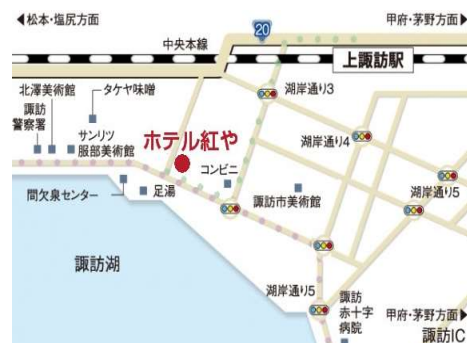 ◀松本・塩尻方面
甲府・茅野方面▶
20
中央本線
上諏訪駅
北澤美術館
タケヤ味噌
湖岸通り3
諏訪
警察署
サンリツ
服部美術館
ホテル紅や
湖岸通り4
コンビニ
湖岸通り5
間欠泉センター
足湯
諏訪市美術館
諏訪湖
湖岸通り5
諏訪
赤十字
病院
甲府・茅野方面▶
諏訪IC